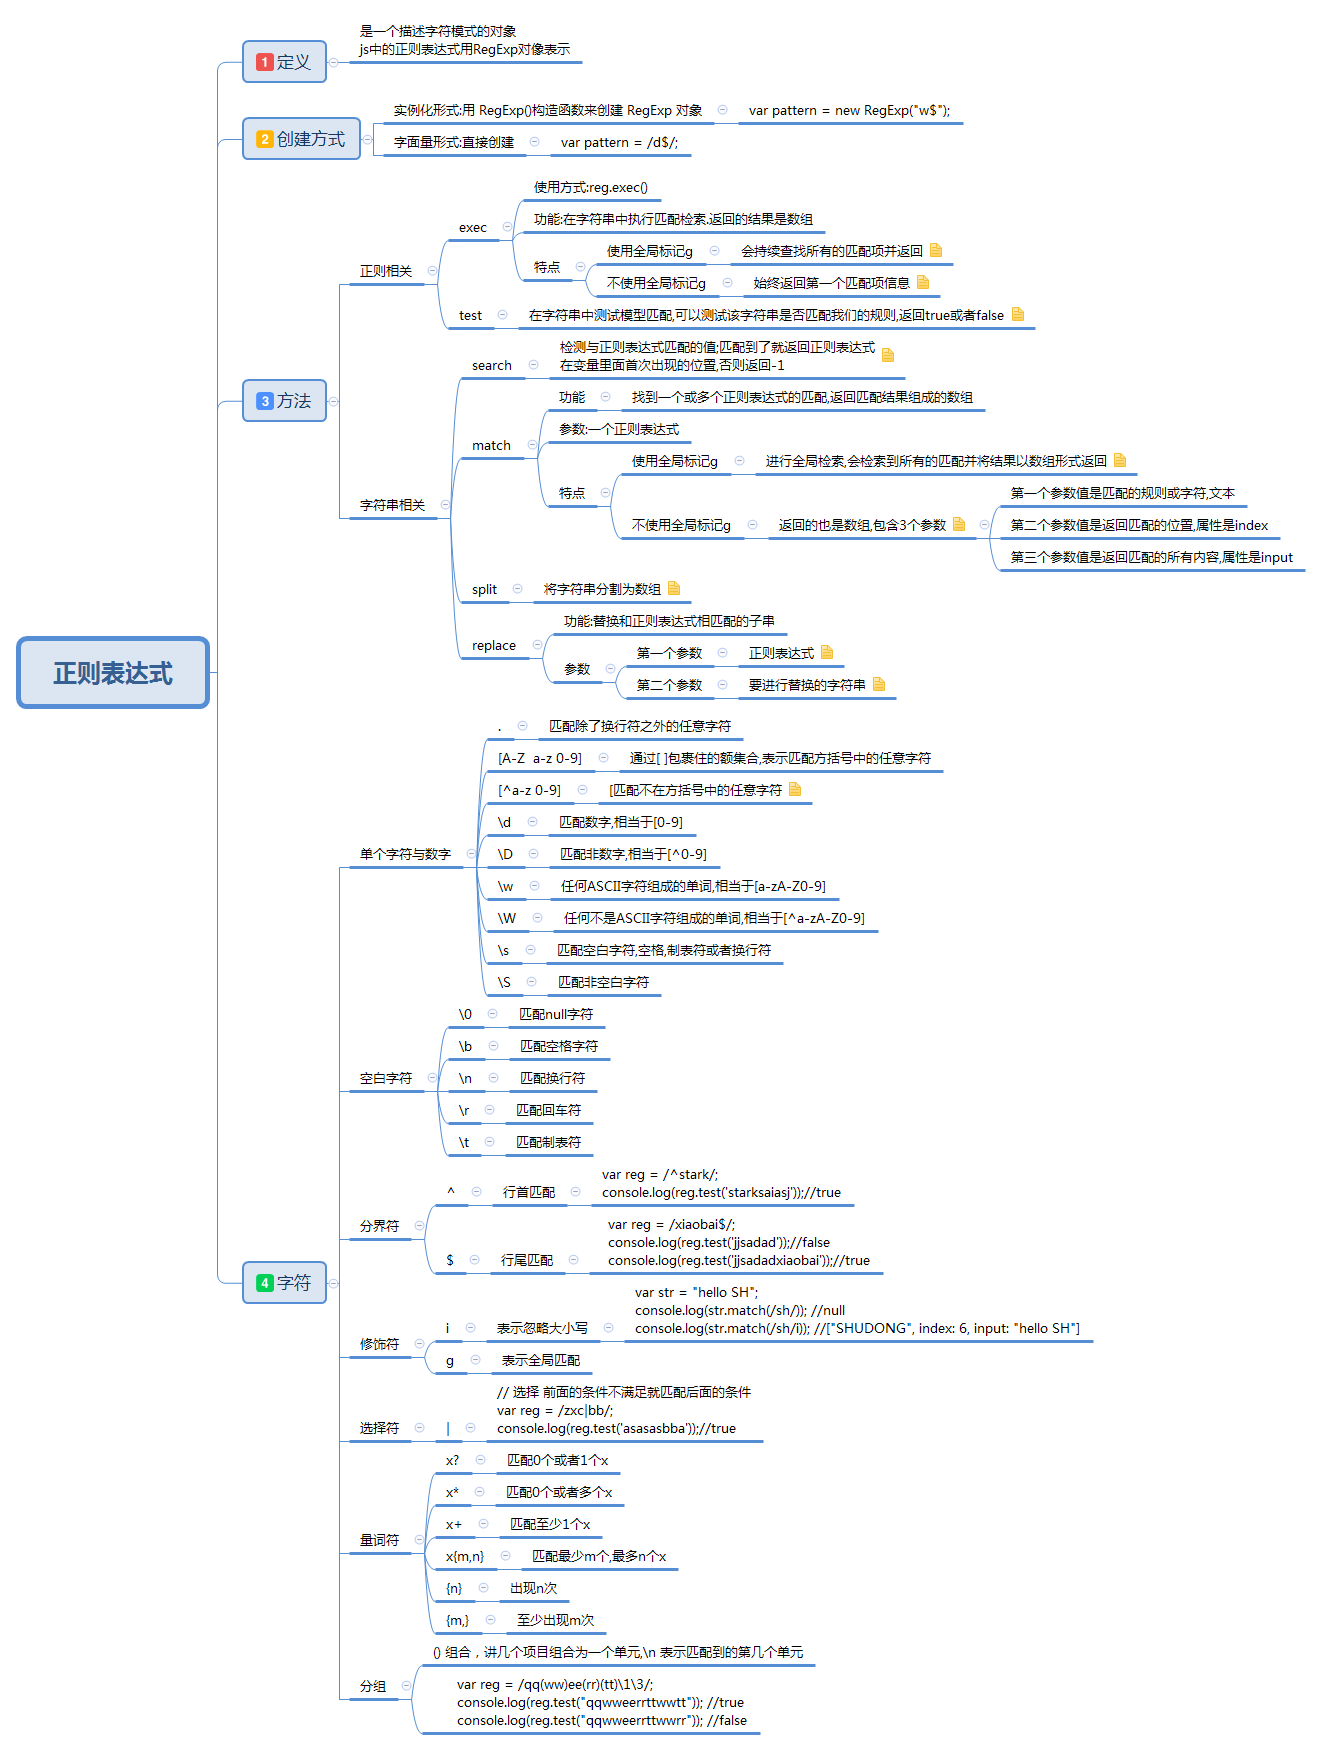 正则表达式
1 定义
是一个描述字符模式的对象
js中的正则表达式用RegExp对像表示
2 创建方式
实例化形式:用 RegExp()构造函数来创建 RegExp 对象
var pattern = new RegExp("w$");
字面量形式:直接创建
var pattern = /d$/;
3 方法
正则相关
exec
使用方式:reg.exec()
功能:在字符串中执行匹配检索.返回的结果是数组
特点
使用全局标记g
会持续查找所有的匹配项并返回
不使用全局标记g
始终返回第一个匹配项信息
test
在字符串中测试模型匹配,可以测试该字符串是否匹配我们的规则,返回true或者false
字符串相关
search
检测与正则表达式匹配的值;匹配到了就返回正则表达式
在变量里面首次出现的位置,否则返回-1
match
功能
找到一个或多个正则表达式的匹配,返回匹配结果组成的数组
参数:一个正则表达式
特点
使用全局标记g
进行全局检索,会检索到所有的匹配并将结果以数组形式返回
不使用全局标记g
返回的也是数组,包含3个参数
第一个参数值是匹配的规则或字符,文本
第二个参数值是返回匹配的位置,属性是index
第三个参数值是返回匹配的所有内容,属性是input
split
将字符串分割为数组
replace
功能:替换和正则表达式相匹配的子串
参数
第一个参数
正则表达式
第二个参数
要进行替换的字符串
4 字符
单个字符与数字
.
匹配除了换行符之外的任意字符
[A-Z  a-z 0-9]
通过[ ]包裹住的额集合,表示匹配方括号中的任意字符
[^a-z 0-9]
[匹配不在方括号中的任意字符
\d
匹配数字,相当于[0-9]
\D
匹配非数字,相当于[^0-9]
\w
任何ASCII字符组成的单词,相当于[a-zA-Z0-9]
\W
任何不是ASCII字符组成的单词,相当于[^a-zA-Z0-9]
\s
匹配空白字符,空格,制表符或者换行符
\S
匹配非空白字符
空白字符
\0
匹配null字符
\b
匹配空格字符
\n
匹配换行符
\r
匹配回车符
\t
匹配制表符
分界符
^
行首匹配
var reg = /^stark/;
console.log(reg.test('starksaiasj'));//true
$
行尾匹配
var reg = /xiaobai$/;
console.log(reg.test('jjsadad'));//false
console.log(reg.test('jjsadadxiaobai'));//true
修饰符
i
表示忽略大小写
var str = "hello SH";
console.log(str.match(/sh/)); //null
console.log(str.match(/sh/i)); //["SHUDONG", index: 6, input: "hello SH"]
g
表示全局匹配
选择符
|
// 选择 前面的条件不满足就匹配后面的条件
var reg = /zxc|bb/;
console.log(reg.test('asasasbba'));//true
量词符
x?
匹配0个或者1个x
x*
匹配0个或者多个x
x+
匹配至少1个x
x{m,n}
匹配最少m个,最多n个x
{n}
出现n次
{m,}
至少出现m次
分组
() 组合，讲几个项目组合为一个单元,\n 表示匹配到的第几个单元
var reg = /qq(ww)ee(rr)(tt)\1\3/;
console.log(reg.test("qqwweerrttwwtt")); //true
console.log(reg.test("qqwweerrttwwrr")); //false